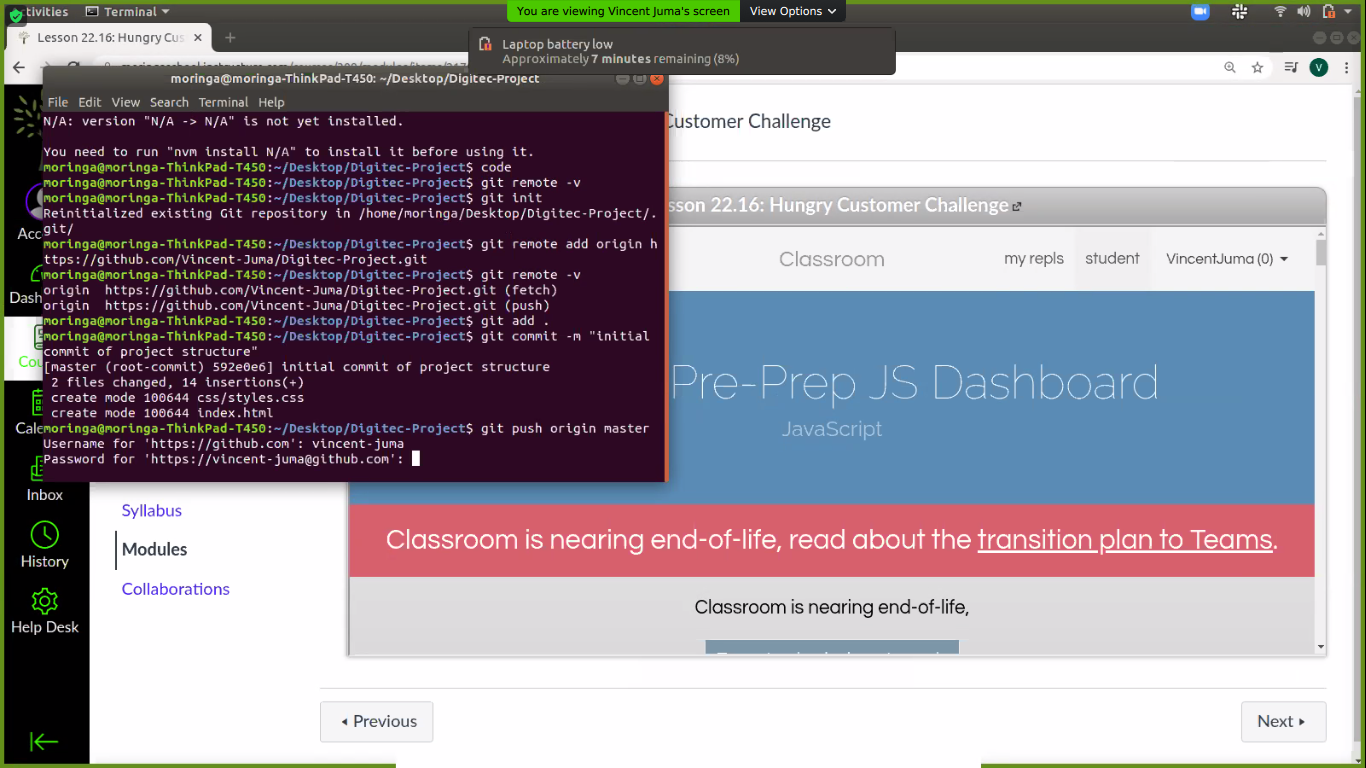 You are viewing Vincent Juma's screen View Options
Terminal
Lesson 22.16: Hungry Cus
Laptop battery low
Approximately 7 minutes remaining (8%)
V
moringa@moringa-ThinkPad-T450: ~/Desktop/Digitec-Project
File Edit View Search Terminal Help
N/A: version "N/A -> N/A" is not yet installed.
You need to run "nvm install N/A" to install it before using it.
moringa@moringa-ThinkPad-T450:~/Desktop/Digitec-Project$ code
moringa@moringa-ThinkPad-T450:~/Desktop/Digitec-Project$ git remote -v
moringa@moringa-ThinkPad-T450:~/Desktop/Digitec-Project$ git init
Reinitialized existing Git repository in /home/moringa/Desktop/Digitec-Project/.
git/
moringa@moringa-ThinkPad-T450:~/Desktop/Digitec-Project$ git remote add origin h
ttps://github.com/Vincent-Juma/Digitec-Project.git
moringa@moringa-ThinkPad-T450:~/Desktop/Digitec-Project$ git remote -v
origin https://github.com/Vincent-Juma/Digitec-Project.git (fetch)
origin https://github.com/Vincent-Juma/Digitec-Project.git (push)
moringa@moringa-ThinkPad-T450:~/Desktop/Digitec-Project$ git add .
moringa@moringa-ThinkPad-T450:~/Desktop/Digitec-Project$ git commit -m "initial
commit of project structure"
[master (root-commit) 592e0e6] initial commit of project structure
2 files changed, 14 insertions(+)
create mode 100644 css/styles.css
create mode 100644 index.html
moringa@moringa-ThinkPad-T450:~/Desktop/Digitec-Project$ git push origin master
Username for 'https://github.com': vincent-juma
Password for 'https://vincent-juma@github.com':
Customer Challenge
sson 22.16: Hungry Customer Challenge
Classroom my repls student VincentJuma (0)
Pre-Prep JS Dashboard
JavaScript
Classroom is nearing end-of-life, read about the transition plan to Teams.
Classroom is nearing end-of-life,
Acc
Dash
Cou
Cale
Inbox
History
Help Desk
Syllabus
Modules
Collaborations
Previous
Next